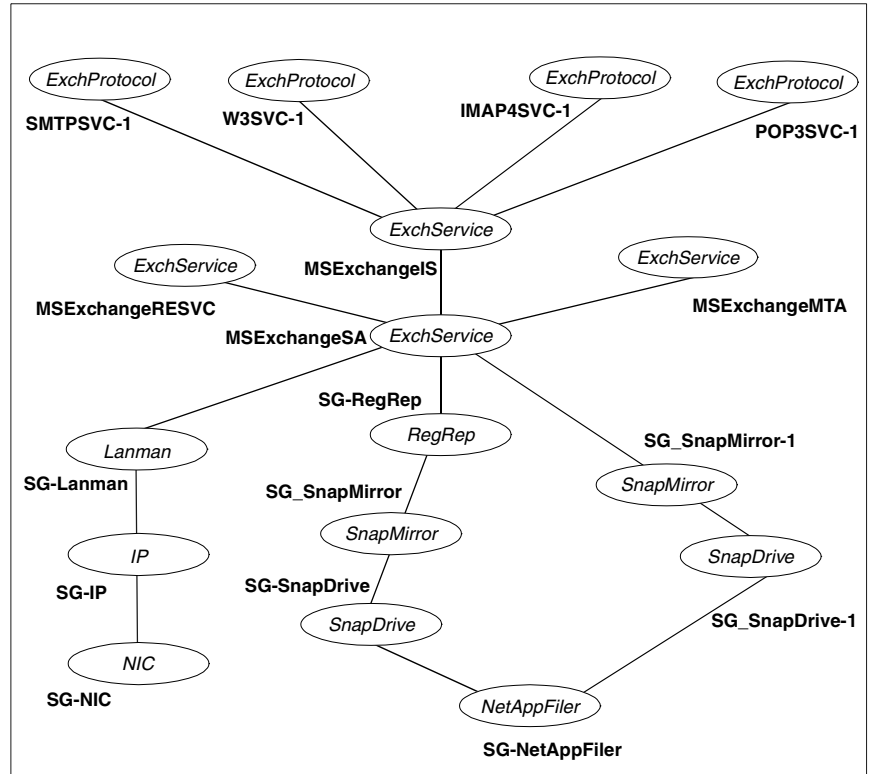 ExchProtocol
ExchProtocol
ExchProtocol
ExchProtocol
SMTPSVC-1
W3SVC-1
IMAP4SVC-1
POP3SVC-1
ExchService
MSExchangeIS
ExchService
MSExchangeRESVC
ExchService
MSExchangeMTA
MSExchangeSA
ExchService
SG-RegRep
RegRep
Lanman
SG-Lanman
SG_SnapMirror-1
SnapMirror
SG_SnapMirror
SnapMirror
IP
SG-IP
SnapDrive
SG_SnapDrive-1
SG-SnapDrive
SnapDrive
NIC
SG-NIC
NetAppFiler
SG-NetAppFiler